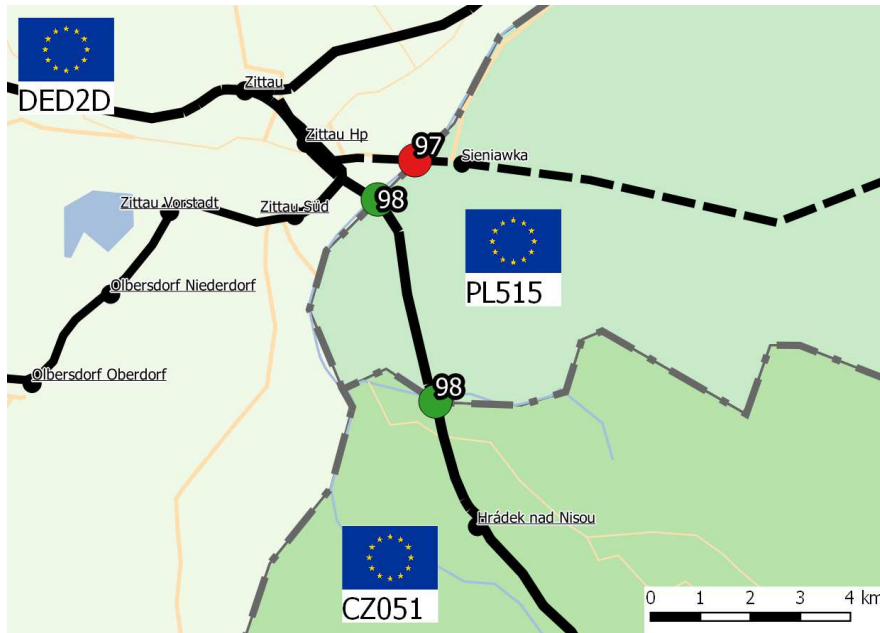 DED2D
Zittau
Zittau Hp
97
Sieniawka
Zittau Vorstadt
Zittau Süd
98
PL515
Olbersdorf Niederdorf
Olbersdorf Oberdorf
98
Hrádek nad Nisou
CZ051
0 1 2 3 4 km